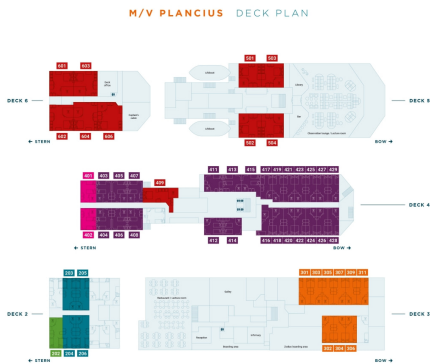 M/V PLANCIUS DECK PLAN
601 603
501 503
DECK 6
DECK 5
602 604 606
502 504
← STERN
BOW →
411 413 415 417 419 421 423 425 427 429
401 403 405 407
409
DECK 4
402 404 406 408
412 414
416 418 420 422 424 426 428
← STERN
BOW →
203 205
301 303 305 307 309 311
DECK 2
DECK 3
Reception
202 204 206
302 304 306
← STERN
BOW →